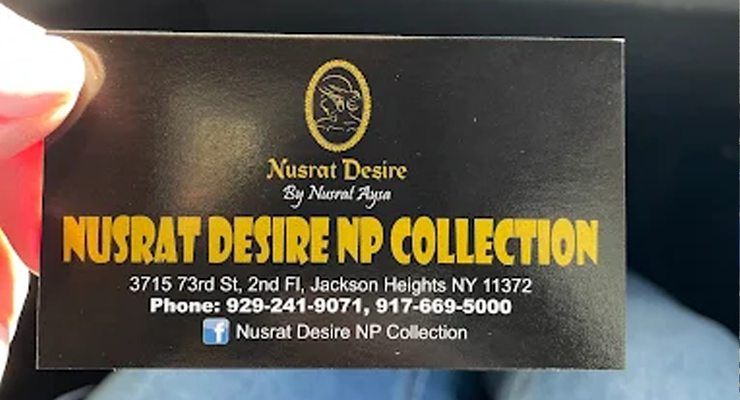 Nusrat Desire
By Nusrat Aysa
NUSRAT DESIRE NP COLLECTION
3715 73rd St, 2nd Fl, Jackson Heights NY 11372
Phone: 929-241-9071, 917-669-5000
f Nusrat Desire NP Collection